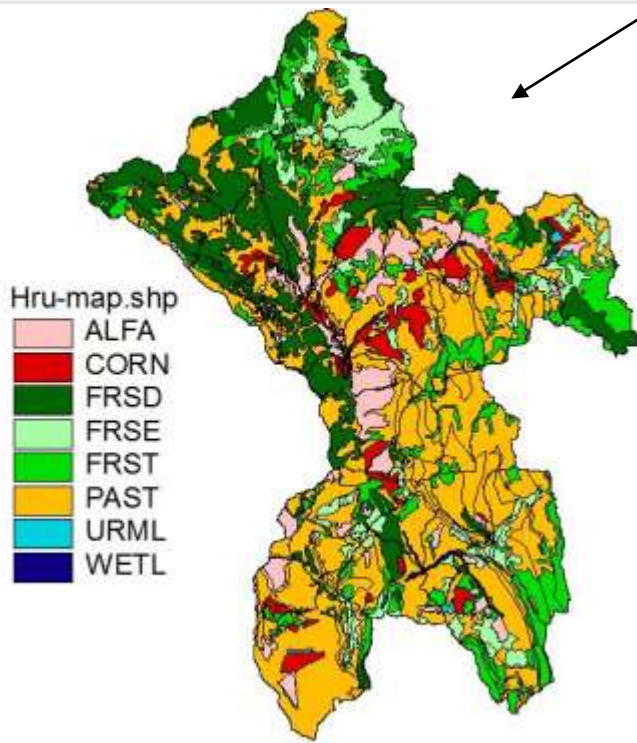 Hru-map.shp
ALFA
CORN
FRSD
FRSE
FRST
PAST
URML
WETL